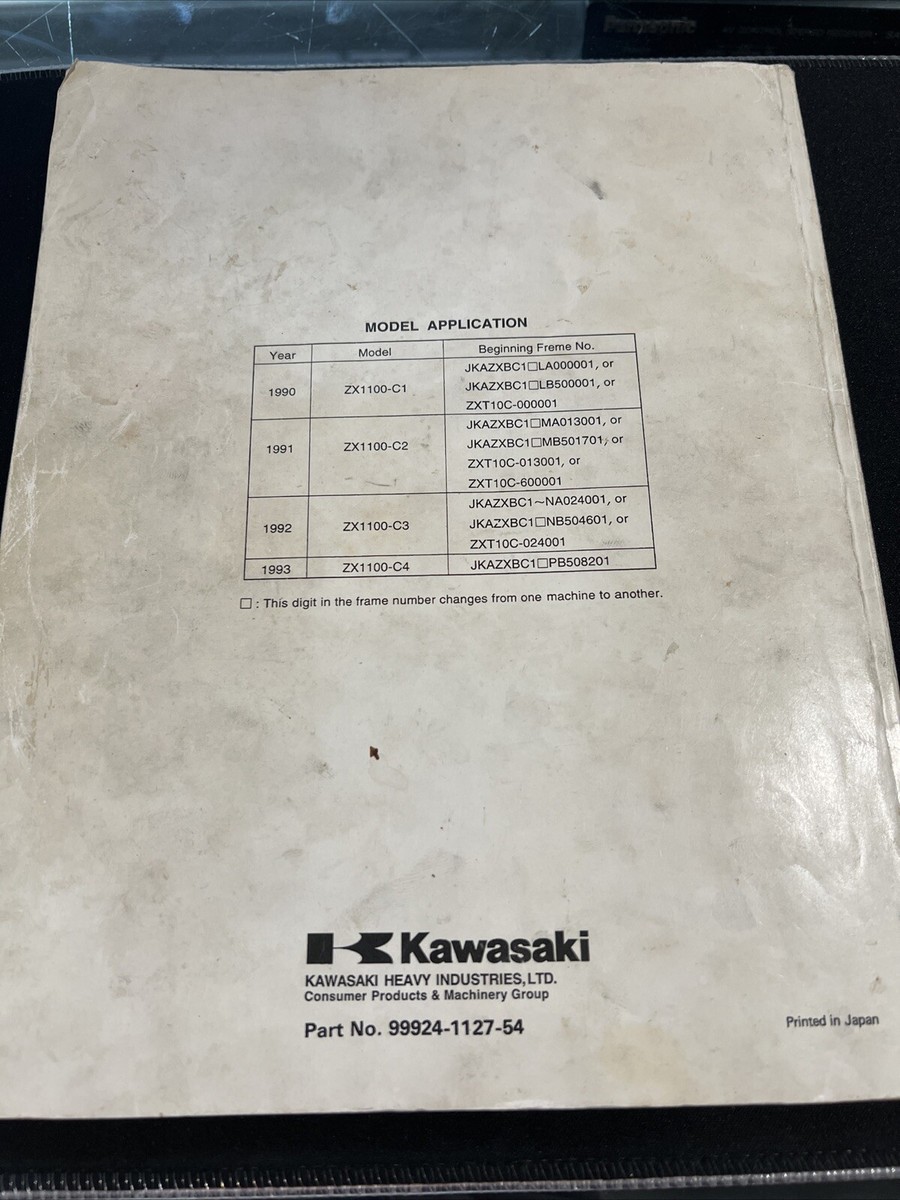 Panasonic
MODEL APPLICATION
Year Model Beginning Freme No.
1990 ZX1100-C1 JKAZXBC1□LA000001, or
JKAZXBC1□LB500001, or
ZXT10C-000001
1991 ZX1100-C2 JKAZXBC1□MA013001, or
JKAZXBC1□MB501701, or
ZXT10C-013001, or
ZXT10C-600001
1992 ZX1100-C3 JKAZXBC1~NA024001, or
JKAZXBC1□NB504601, or
ZXT10C-024001
1993 ZX1100-C4 JKAZXBC1□PB508201
□ : This digit in the frame number changes from one machine to another.
Kawasaki
KAWASAKI HEAVY INDUSTRIES,LTD.
Consumer Products & Machinery Group
Part No. 99924-1127-54
Printed in Japan